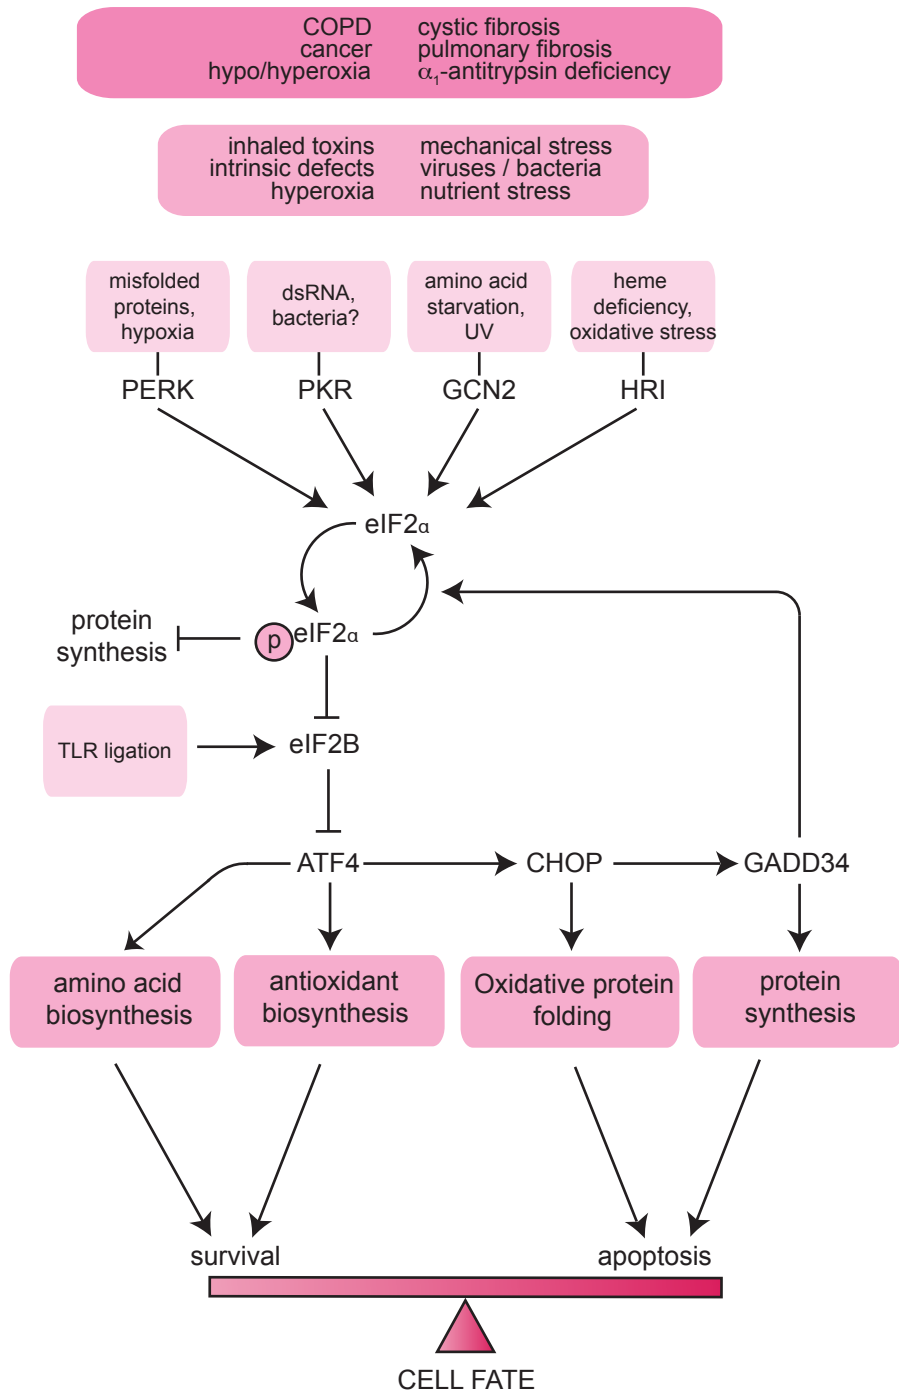 COPD cystic fibrosis
cancer pulmonary fibrosis
hypo/hyperoxia α₁-antitrypsin deficiency
inhaled toxins mechanical stress
intrinsic defects viruses / bacteria
hyperoxia nutrient stress
misfolded
proteins,
hypoxia
dsRNA,
bacteria?
amino acid
starvation,
UV
heme
deficiency,
oxidative stress
PERK
PKR
GCN2
HRI
eIF2α
protein
synthesis
p
eIF2α
TLR ligation
eIF2B
ATF4
CHOP
GADD34
amino acid
biosynthesis
antioxidant
biosynthesis
Oxidative protein
folding
protein
synthesis
survival
apoptosis
CELL FATE